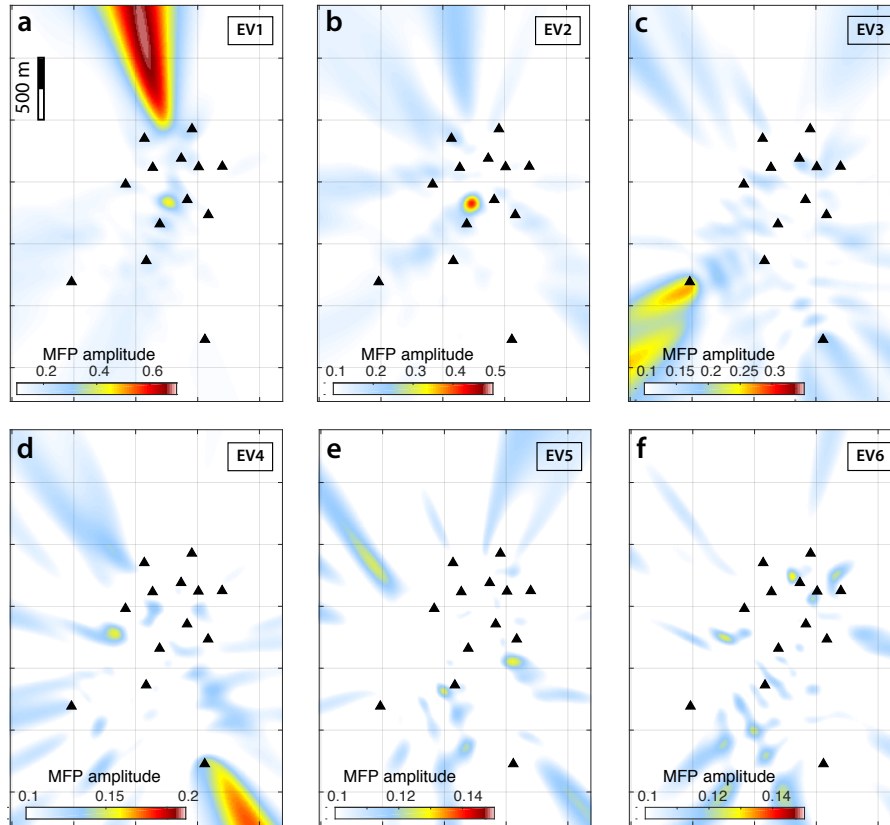 a
EV1
500 m
MFP amplitude
0.2 0.4 0.6
b
EV2
MFP amplitude
0.1 0.2 0.3 0.4 0.5
c
EV3
MFP amplitude
0.1 0.15 0.2 0.25 0.3
d
EV4
MFP amplitude
0.1 0.15 0.2
e
EV5
MFP amplitude
0.1 0.12 0.14
f
EV6
MFP amplitude
0.1 0.12 0.14